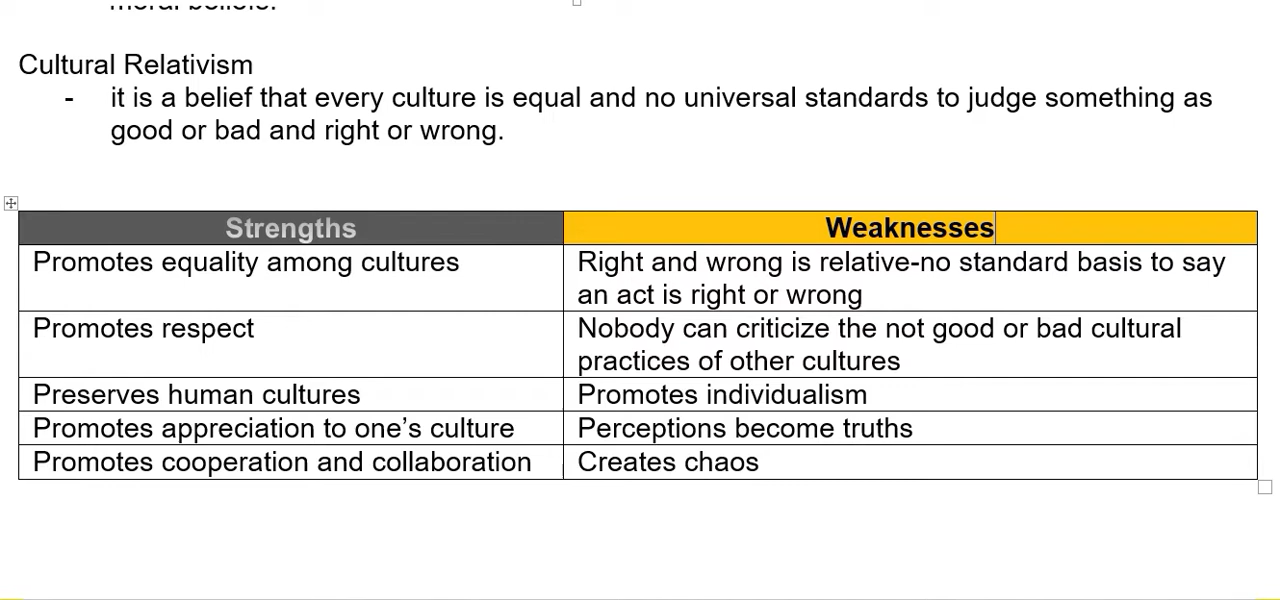 moral beliefs.
Cultural Relativism
- it is a belief that every culture is equal and no universal standards to judge something as
good or bad and right or wrong.
Strengths
Weaknesses
Promotes equality among cultures
Right and wrong is relative-no standard basis to say
an act is right or wrong
Promotes respect
Nobody can criticize the not good or bad cultural
practices of other cultures
Preserves human cultures
Promotes individualism
Promotes appreciation to one’s culture
Perceptions become truths
Promotes cooperation and collaboration
Creates chaos